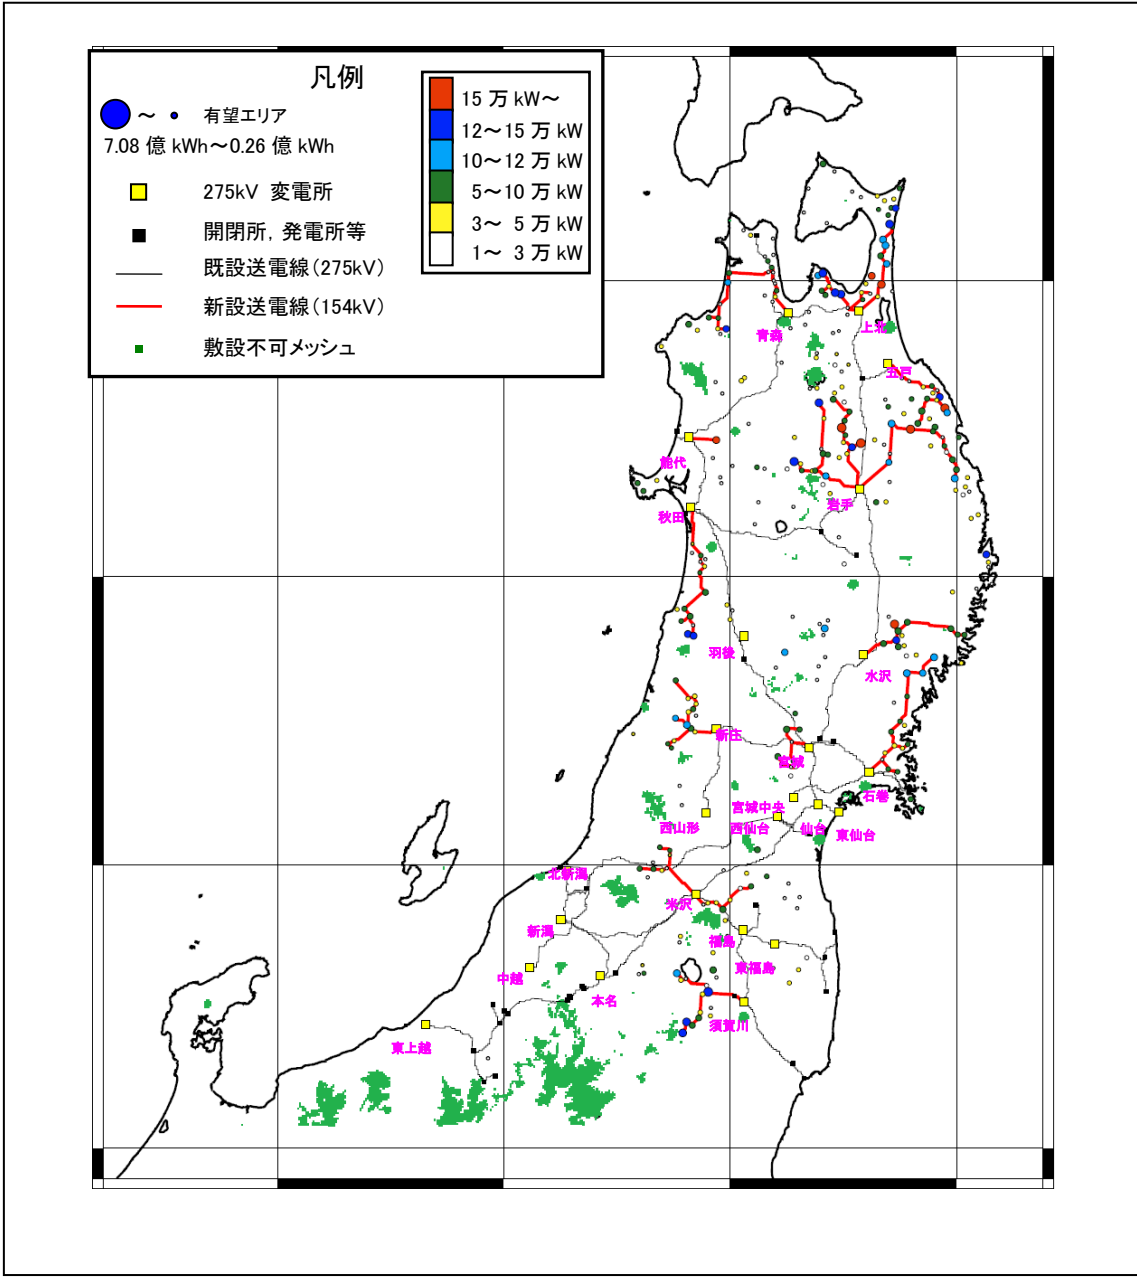 凡例
～ 有望エリア
7.08 億 kWh～0.26 億 kWh
275kV 変電所
開閉所，発電所等
既設送電線（275kV）
新設送電線（154kV）
敷設不可メッシュ
15 万 kW～
12～15 万 kW
10～12 万 kW
5～10 万 kW
3～ 5 万 kW
1～ 3 万 kW
青森
上北
五戸
能代
岩手
秋田
羽後
水沢
新庄
宮城
石巻
宮城中央
西山形
西仙台
仙台
東仙台
北新潟
米沢
新潟
福島
東福島
中越
本名
須賀川
東上越